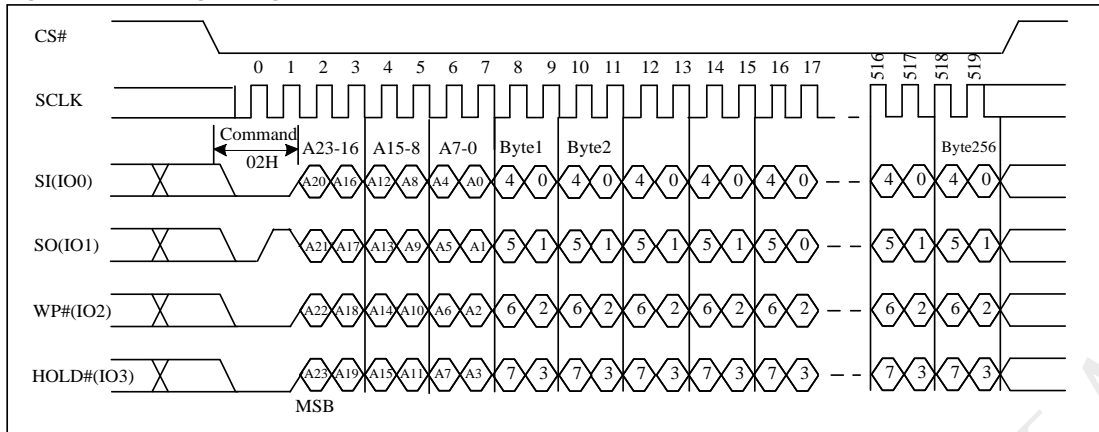 CS#
0 1 2 3 4 5 6 7 8 9 10 11 12 13 14 15 16 17 516 517 518 519
SCLK
Command
02H
A23-16 A15-8 A7-0 Byte1 Byte2 Byte256
SI(IO0) A20 A16 A12 A8 A4 A0 4 0 4 0 4 0 4 0 4 0 4 0 4 0
SO(IO1) A21 A17 A13 A9 A5 A1 5 1 5 1 5 1 5 1 5 0 5 1 5 1
WP#(IO2) A22 A18 A14 A10 A6 A2 6 2 6 2 6 2 6 2 6 2 6 2 6 2
HOLD#(IO3) A23 A19 A15 A11 A7 A3 7 3 7 3 7 3 7 3 7 3 7 3 7 3
MSB